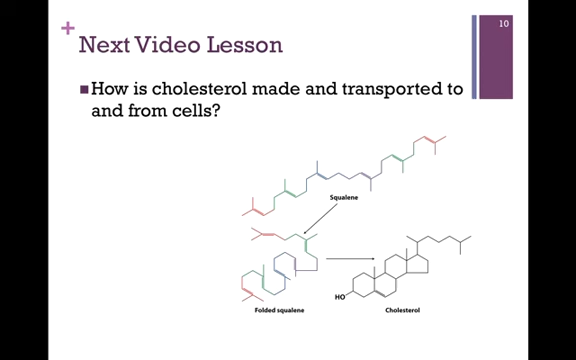 10
+
Next Video Lesson
How is cholesterol made and transported to
and from cells?
Squalene
HO
Folded squalene
Cholesterol